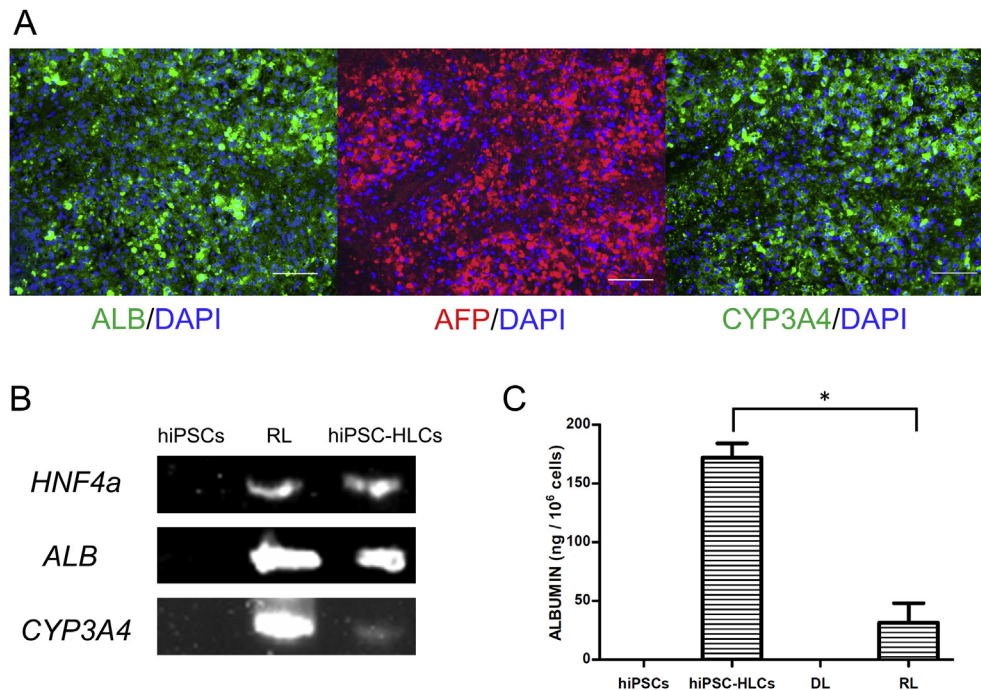 A
ALB/DAPI
AFP/DAPI
CYP3A4/DAPI
B
hiPSCs RL hiPSC-HLCs
HNF4a
ALB
CYP3A4
C
*
ALBUMIN (ng / 10⁶ cells)
200
150
100
50
0
hiPSCs hiPSC-HLCs DL RL